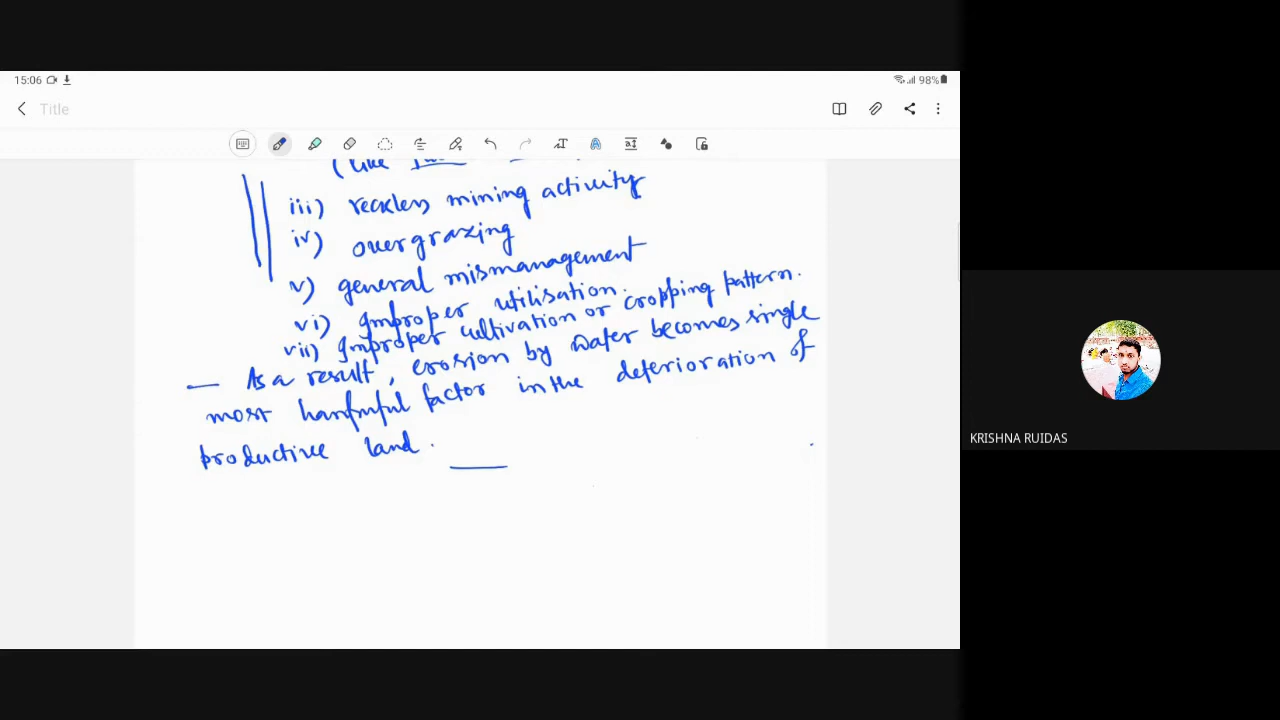 15:06
98%
Title
(like
iii) reckless mining activity
iv) overgrazing
v) general mismanagement
vi) Improper utilisation.
vii) Improper cultivation or cropping pattern.
— As a result, erosion by water becomes single
most harmful factor in the deterioration of
productive land.
KRISHNA RUIDAS